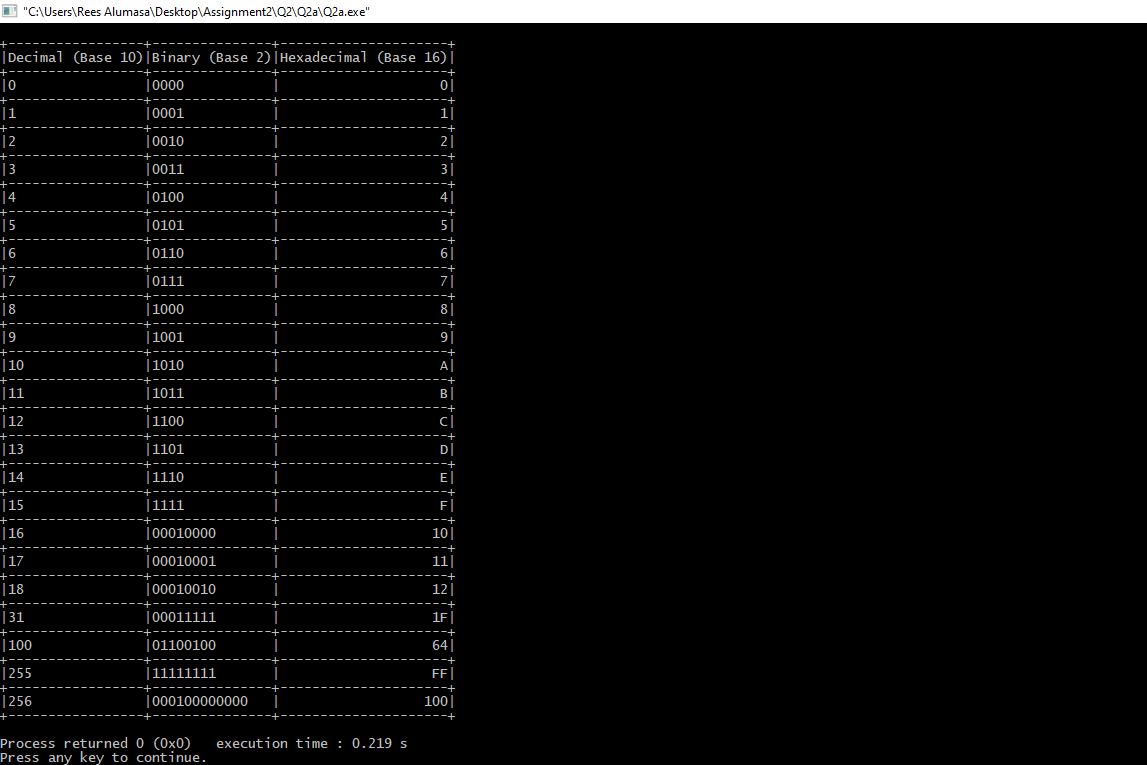 "C:\Users\Rees Alumasa\Desktop\Assignment2\Q2\Q2a\Q2a.exe"
+-----------------+---------------+---------------------+
|Decimal (Base 10)|Binary (Base 2)|Hexadecimal (Base 16)|
+-----------------+---------------+---------------------+
|0                |0000           |                    0|
+-----------------+---------------+---------------------+
|1                |0001           |                    1|
+-----------------+---------------+---------------------+
|2                |0010           |                    2|
+-----------------+---------------+---------------------+
|3                |0011           |                    3|
+-----------------+---------------+---------------------+
|4                |0100           |                    4|
+-----------------+---------------+---------------------+
|5                |0101           |                    5|
+-----------------+---------------+---------------------+
|6                |0110           |                    6|
+-----------------+---------------+---------------------+
|7                |0111           |                    7|
+-----------------+---------------+---------------------+
|8                |1000           |                    8|
+-----------------+---------------+---------------------+
|9                |1001           |                    9|
+-----------------+---------------+---------------------+
|10               |1010           |                    A|
+-----------------+---------------+---------------------+
|11               |1011           |                    B|
+-----------------+---------------+---------------------+
|12               |1100           |                    C|
+-----------------+---------------+---------------------+
|13               |1101           |                    D|
+-----------------+---------------+---------------------+
|14               |1110           |                    E|
+-----------------+---------------+---------------------+
|15               |1111           |                    F|
+-----------------+---------------+---------------------+
|16               |00010000       |                   10|
+-----------------+---------------+---------------------+
|17               |00010001       |                   11|
+-----------------+---------------+---------------------+
|18               |00010010       |                   12|
+-----------------+---------------+---------------------+
|31               |00011111       |                   1F|
+-----------------+---------------+---------------------+
|100              |01100100       |                   64|
+-----------------+---------------+---------------------+
|255              |11111111       |                   FF|
+-----------------+---------------+---------------------+
|256              |000100000000   |                  100|
+-----------------+---------------+---------------------+
Process returned 0 (0x0)   execution time : 0.219 s
Press any key to continue.